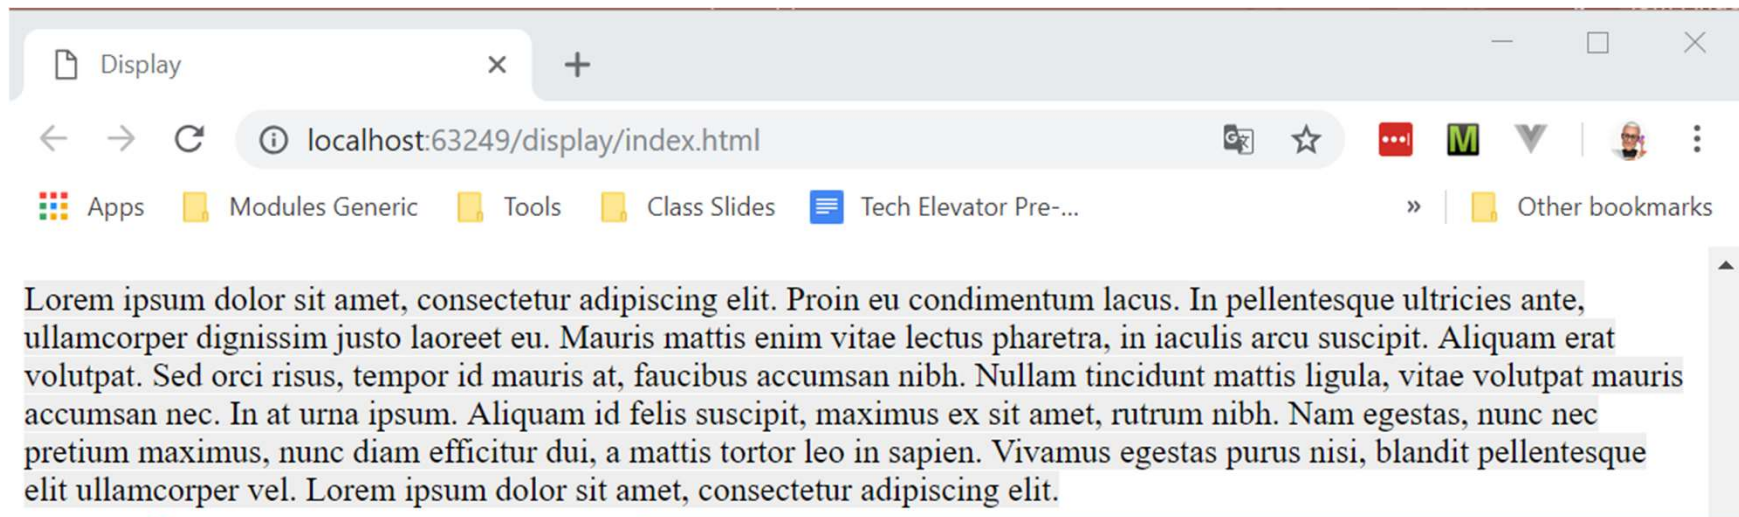 Display
localhost:63249/display/index.html
Apps Modules Generic Tools Class Slides Tech Elevator Pre-... » Other bookmarks
Lorem ipsum dolor sit amet, consectetur adipiscing elit. Proin eu condimentum lacus. In pellentesque ultricies ante,
ullamcorper dignissim justo laoreet eu. Mauris mattis enim vitae lectus pharetra, in iaculis arcu suscipit. Aliquam erat
volutpat. Sed orci risus, tempor id mauris at, faucibus accumsan nibh. Nullam tincidunt mattis ligula, vitae volutpat mauris
accumsan nec. In at urna ipsum. Aliquam id felis suscipit, maximus ex sit amet, rutrum nibh. Nam egestas, nunc nec
pretium maximus, nunc diam efficitur dui, a mattis tortor leo in sapien. Vivamus egestas purus nisi, blandit pellentesque
elit ullamcorper vel. Lorem ipsum dolor sit amet, consectetur adipiscing elit.